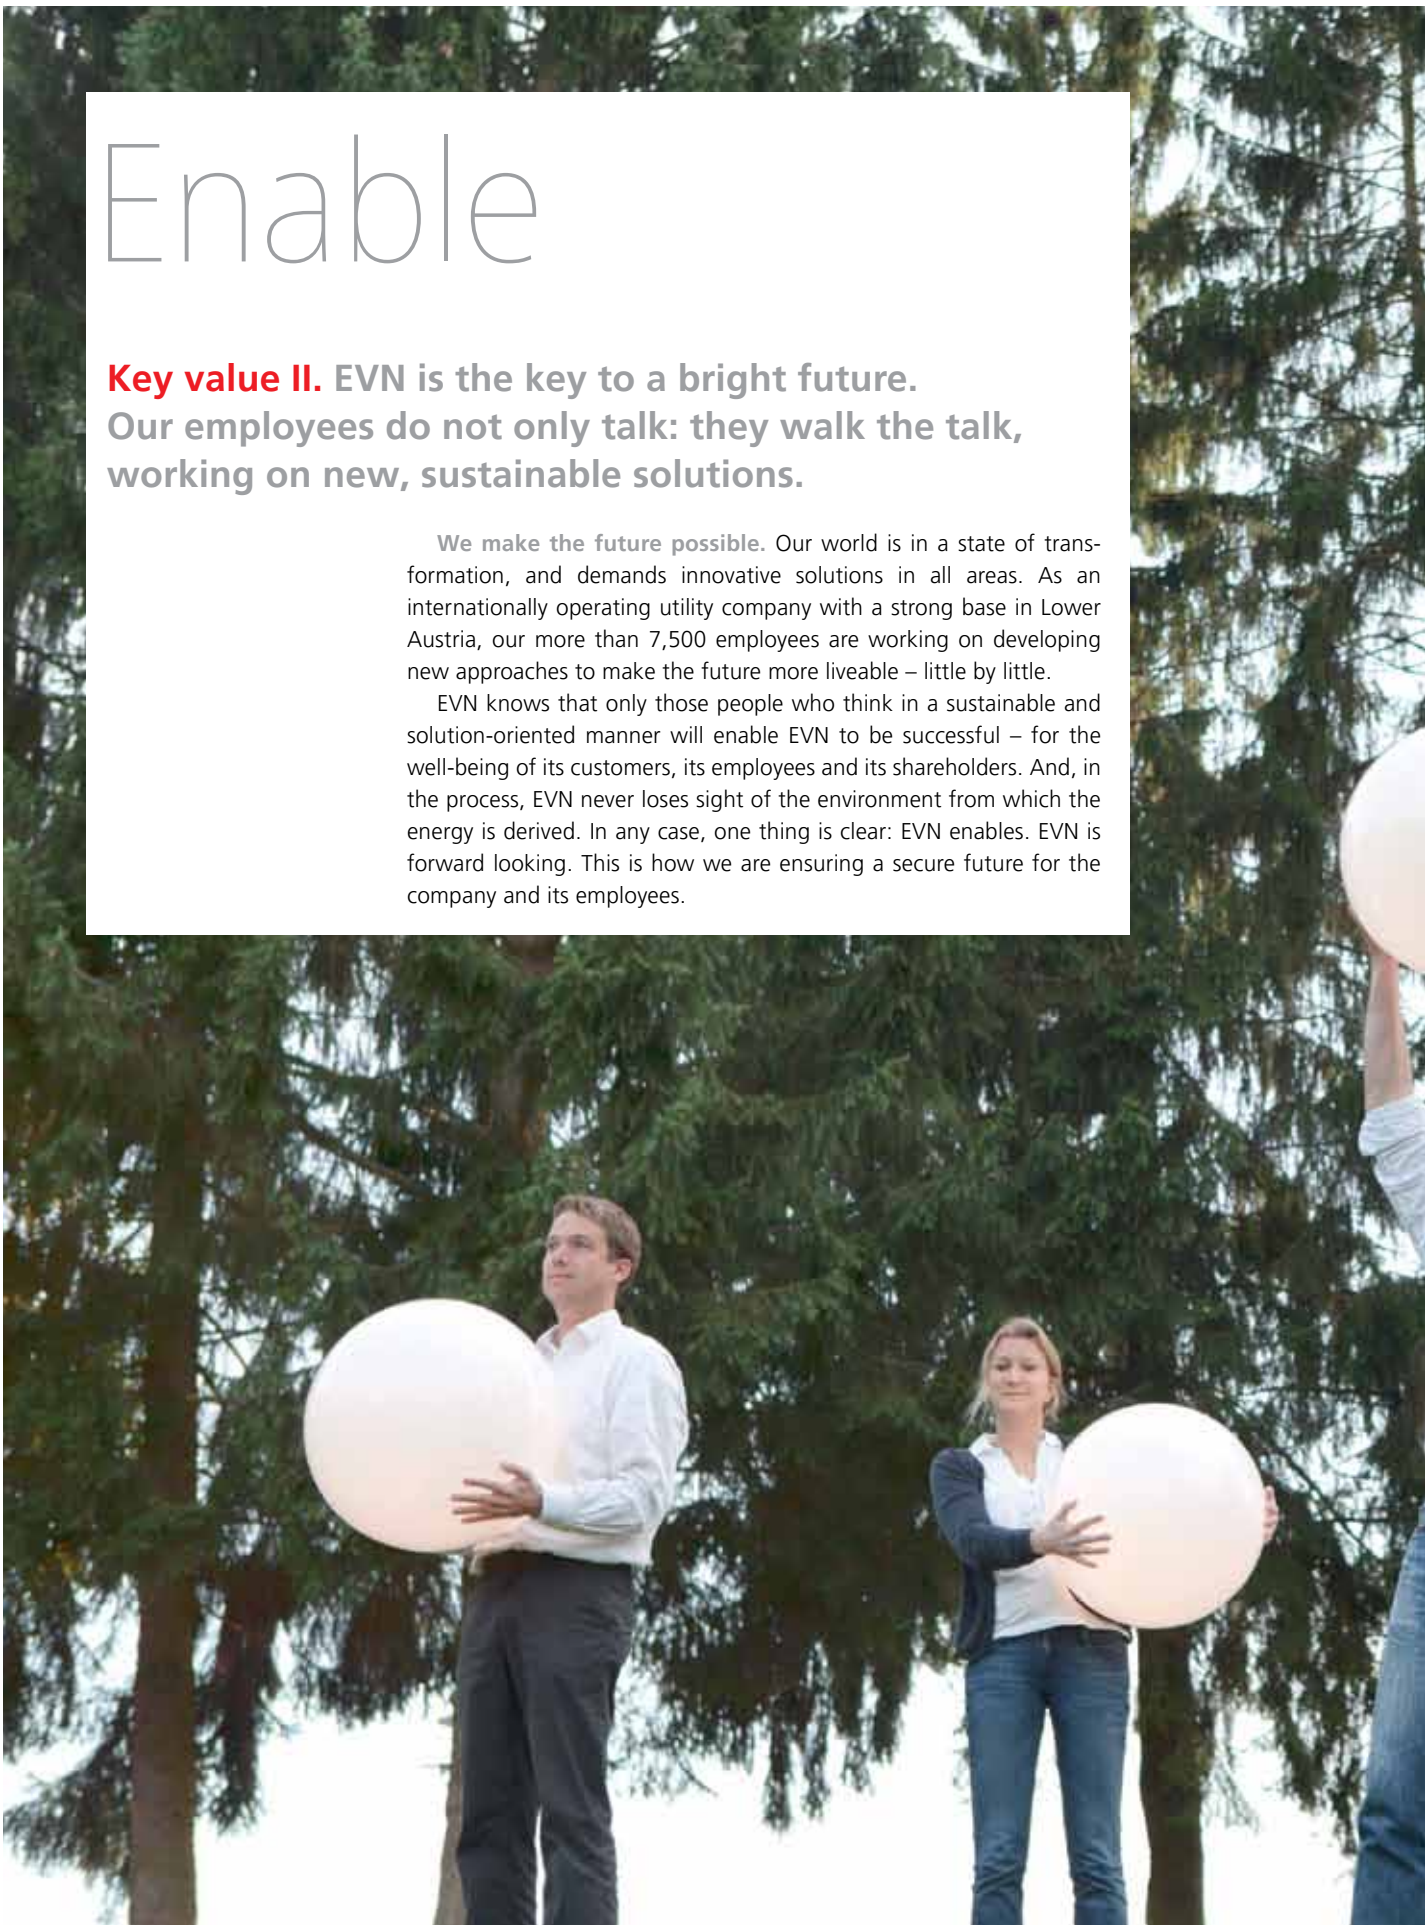 Enable
Key value II. EVN is the key to a bright future.
Our employees do not only talk: they walk the talk,
working on new, sustainable solutions.
We make the future possible. Our world is in a state of trans-
formation, and demands innovative solutions in all areas. As an
internationally operating utility company with a strong base in Lower
Austria, our more than 7,500 employees are working on developing
new approaches to make the future more liveable – little by little.
EVN knows that only those people who think in a sustainable and
solution-oriented manner will enable EVN to be successful – for the
well-being of its customers, its employees and its shareholders. And, in
the process, EVN never loses sight of the environment from which the
energy is derived. In any case, one thing is clear: EVN enables. EVN is
forward looking. This is how we are ensuring a secure future for the
company and its employees.